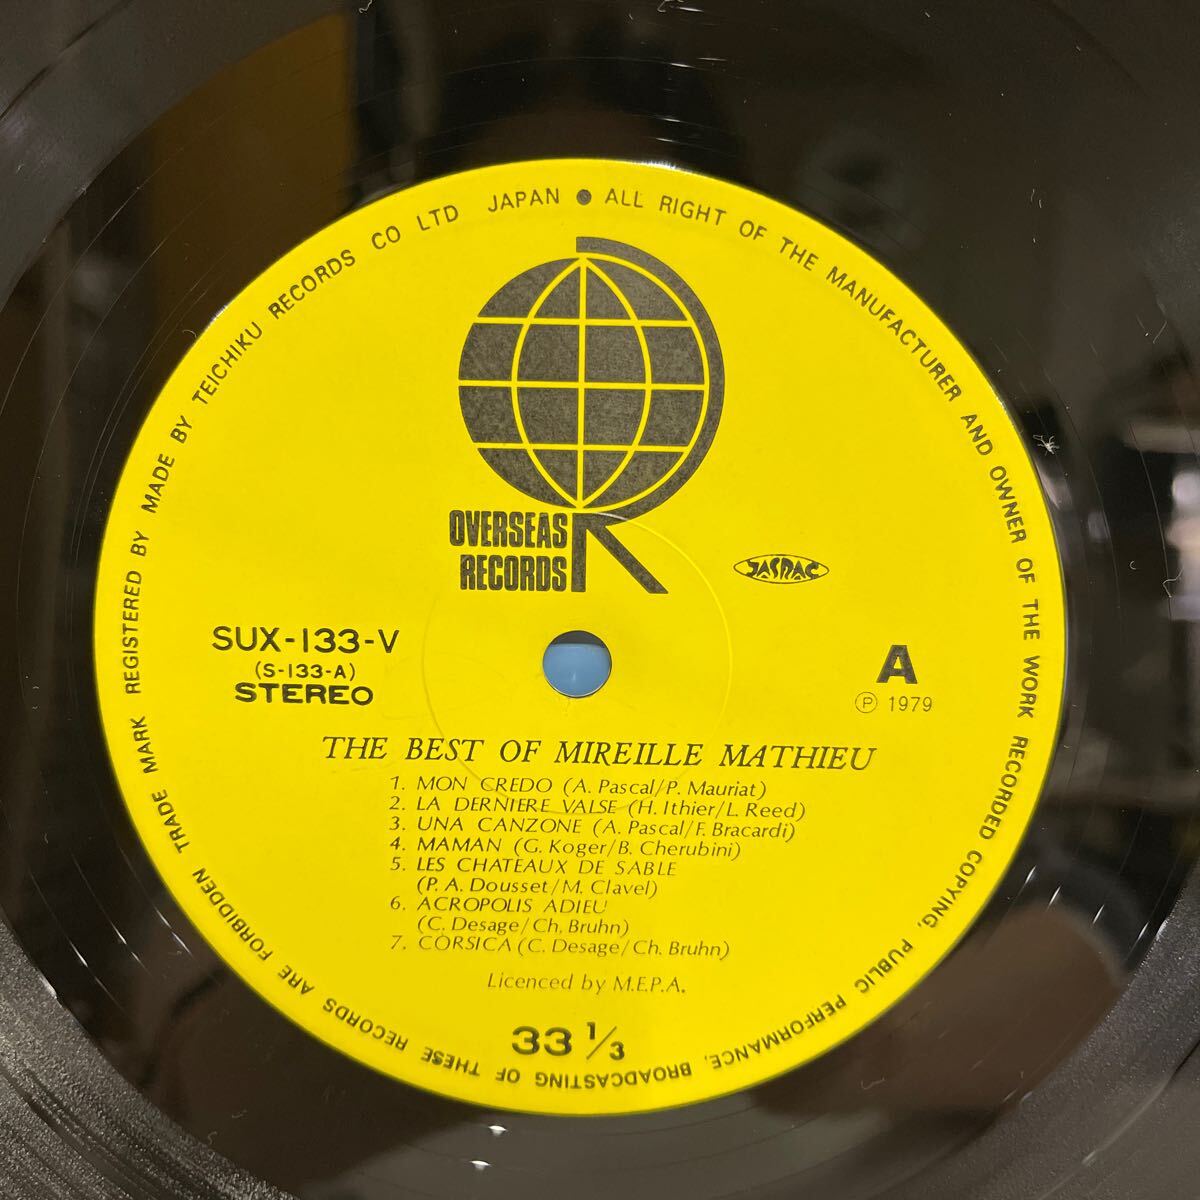 TRADE MARK REGISTERED BY MADE BY TEICHIKU RECORDS CO LTD JAPAN ● ALL RIGHT OF THE MANUFACTURER AND OWNER OF THE WORK RECORDED COPYING, PUBLIC PERFORMANCE, BROADCASTING OF THESE RECORDS ARE FORBIDDEN
OVERSEAS
RECORDS
JASRAC
SUX-133-V
(S-133-A)
STEREO
A
Ⓟ 1979
THE BEST OF MIREILLE MATHIEU
1. MON CREDO (A. Pascal/P. Mauriat)
2. LA DERNIERE VALSE (H. Ithier/L. Reed)
3. UNA CANZONE (A. Pascal/F. Bracardi)
4. MAMAN (G. Koger/B. Cherubini)
5. LES CHATEAUX DE SABLE
(P. A. Dousset/M. Clavel)
6. ACROPOLIS ADIEU
(C. Desage/Ch. Bruhn)
7. CORSICA (C. Desage/Ch. Bruhn)
Licenced by M.E.P.A.
33 1/3